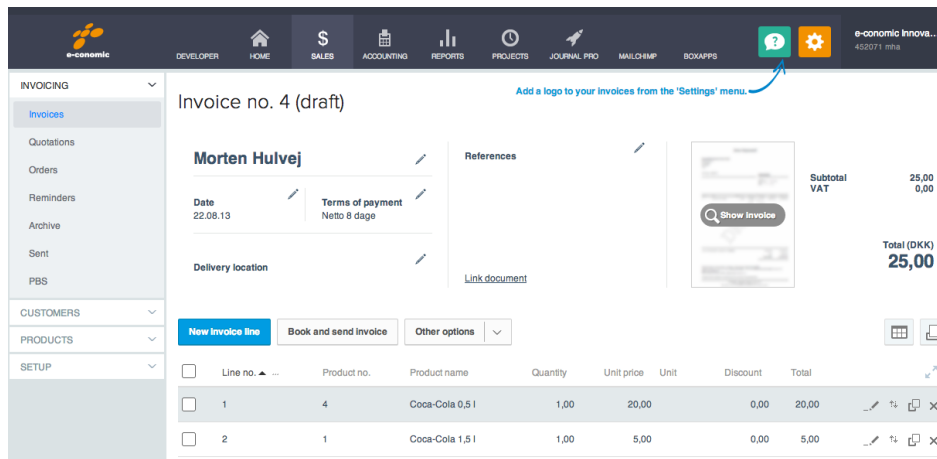 e-conomic
DEVELOPER HOME SALES ACCOUNTING REPORTS PROJECTS JOURNAL PRO MAILCHIMP BOXAPPS
?
e-conomic Innova...
452071 mha
INVOICING
Invoices
Quotations
Orders
Reminders
Archive
Sent
PBS
CUSTOMERS
PRODUCTS
SETUP
Add a logo to your invoices from the 'Settings' menu.
Invoice no. 4 (draft)
Morten Hulvej
Date
22.08.13
Terms of payment
Netto 8 dage
Delivery location
References
Link document
Show Invoice
Subtotal 25,00
VAT 0,00
Total (DKK)
25,00
New invoice line Book and send invoice Other options
Line no. ... Product no. Product name Quantity Unit price Unit Discount Total
1 4 Coca-Cola 0,5 l 1,00 20,00 0,00 20,00
2 1 Coca-Cola 1,5 l 1,00 5,00 0,00 5,00